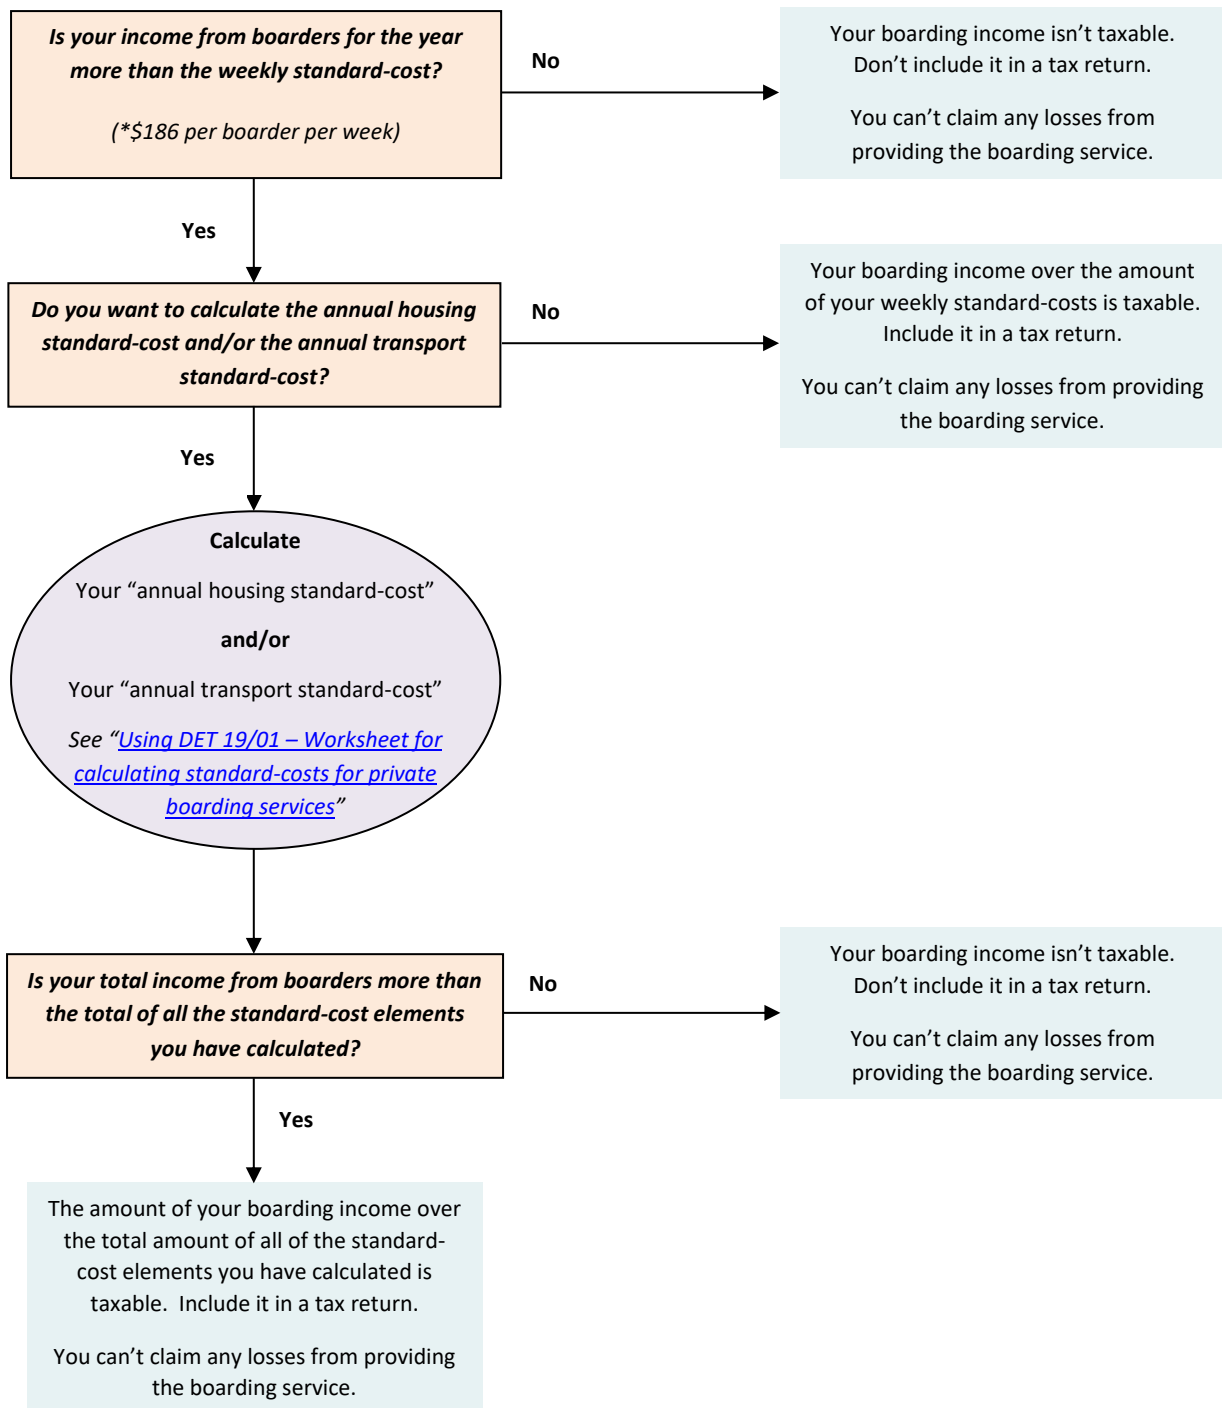 Is your income from boarders for the year
more than the weekly standard-cost?
(*$186 per boarder per week)
No
Your boarding income isn’t taxable.
Don’t include it in a tax return.
You can’t claim any losses from
providing the boarding service.
Yes
Do you want to calculate the annual housing
standard-cost and/or the annual transport
standard-cost?
No
Your boarding income over the amount
of your weekly standard-costs is taxable.
Include it in a tax return.
You can’t claim any losses from providing
the boarding service.
Yes
Calculate
Your “annual housing standard-cost”
and/or
Your “annual transport standard-cost”
See “Using DET 19/01 – Worksheet for
calculating standard-costs for private
boarding services”
Is your total income from boarders more than
the total of all the standard-cost elements
you have calculated?
No
Your boarding income isn’t taxable.
Don’t include it in a tax return.
You can’t claim any losses from
providing the boarding service.
Yes
The amount of your boarding income over
the total amount of all of the standard-
cost elements you have calculated is
taxable.  Include it in a tax return.
You can’t claim any losses from providing
the boarding service.